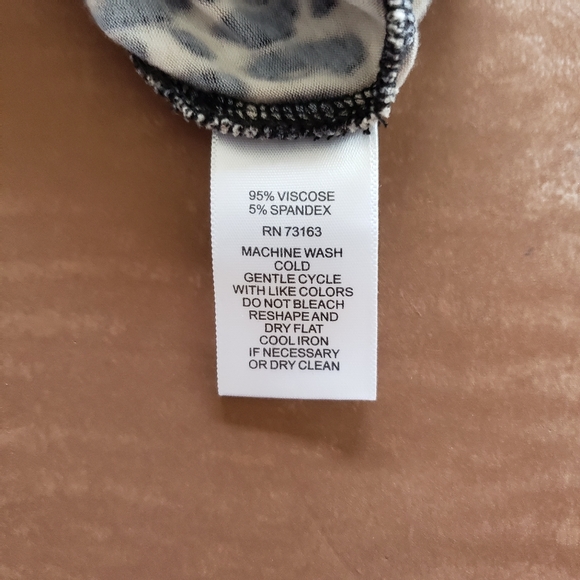 95% VISCOSE
5% SPANDEX
RN 73163
MACHINE WASH
COLD
GENTLE CYCLE
WITH LIKE COLORS
DO NOT BLEACH
RESHAPE AND
DRY FLAT
COOL IRON
IF NECESSARY
OR DRY CLEAN